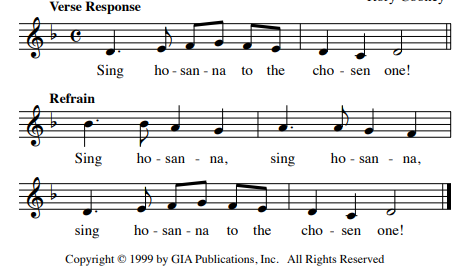 Verse Response
Sing ho - san - na to the cho - sen one!
Refrain
Sing ho - san - na, sing ho - san - na,
sing ho - san - na to the cho - sen one!
Copyright © 1999 by GIA Publications, Inc. All Rights Reserved